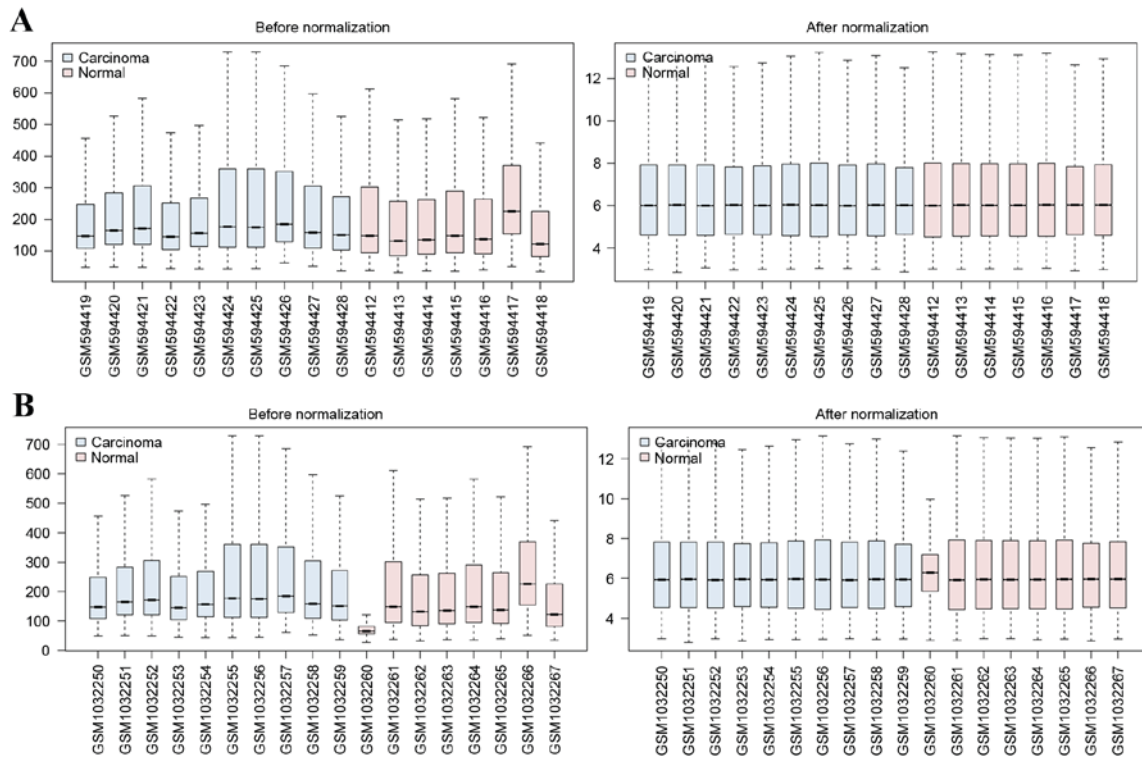 A
Before normalization
After normalization
Carcinoma
Normal
Carcinoma
Normal
700
600
500
400
300
200
100
12
10
8
6
4
GSM594419
GSM594420
GSM594421
GSM594422
GSM594423
GSM594424
GSM594425
GSM594426
GSM594427
GSM594428
GSM594412
GSM594413
GSM594414
GSM594415
GSM594416
GSM594417
GSM594418
GSM594419
GSM594420
GSM594421
GSM594422
GSM594423
GSM594424
GSM594425
GSM594426
GSM594427
GSM594428
GSM594412
GSM594413
GSM594414
GSM594415
GSM594416
GSM594417
GSM594418
B
Before normalization
After normalization
Carcinoma
Normal
Carcinoma
Normal
700
600
500
400
300
200
100
0
12
10
8
6
4
GSM1032250
GSM1032251
GSM1032252
GSM1032253
GSM1032254
GSM1032255
GSM1032256
GSM1032257
GSM1032258
GSM1032259
GSM1032260
GSM1032261
GSM1032262
GSM1032263
GSM1032264
GSM1032265
GSM1032266
GSM1032267
GSM1032250
GSM1032251
GSM1032252
GSM1032253
GSM1032254
GSM1032255
GSM1032256
GSM1032257
GSM1032258
GSM1032259
GSM1032260
GSM1032261
GSM1032262
GSM1032263
GSM1032264
GSM1032265
GSM1032266
GSM1032267